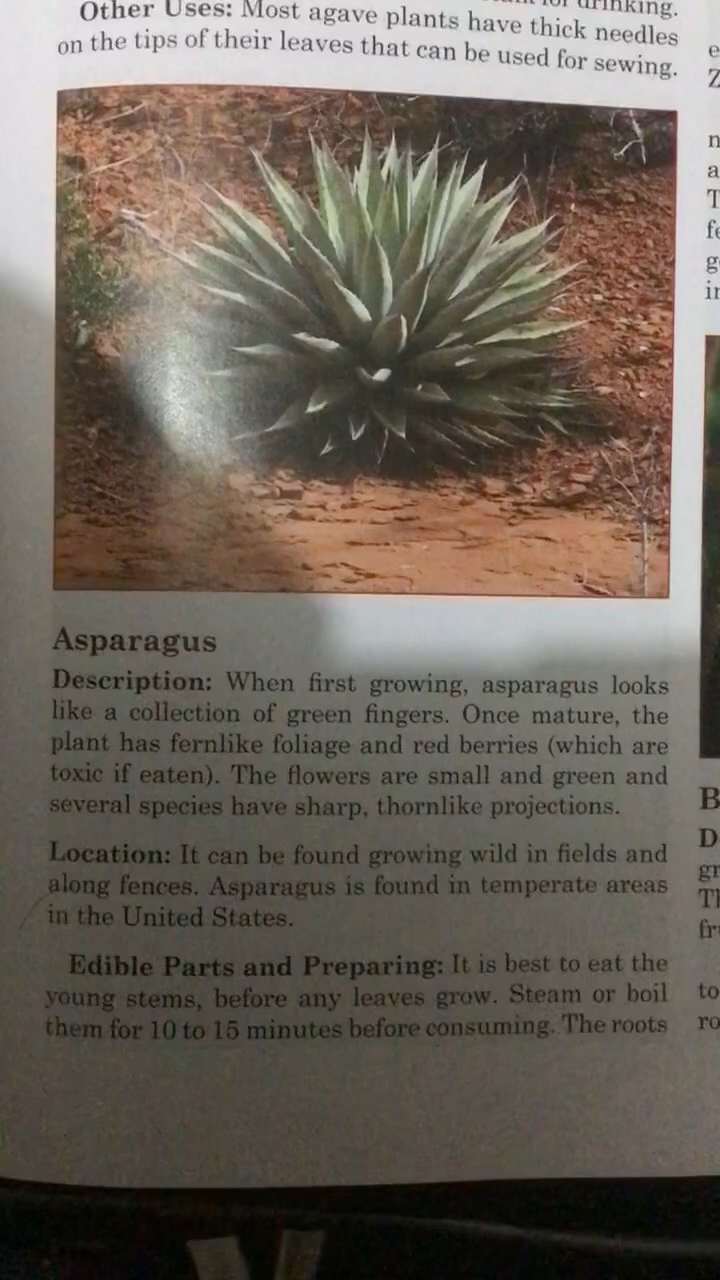 for drinking.
Other Uses: Most agave plants have thick needles
on the tips of their leaves that can be used for sewing.
Asparagus
Description: When first growing, asparagus looks
like a collection of green fingers. Once mature, the
plant has fernlike foliage and red berries (which are
toxic if eaten). The flowers are small and green and
several species have sharp, thornlike projections.
Location: It can be found growing wild in fields and
along fences. Asparagus is found in temperate areas
in the United States.
Edible Parts and Preparing: It is best to eat the
young stems, before any leaves grow. Steam or boil
them for 10 to 15 minutes before consuming. The roots